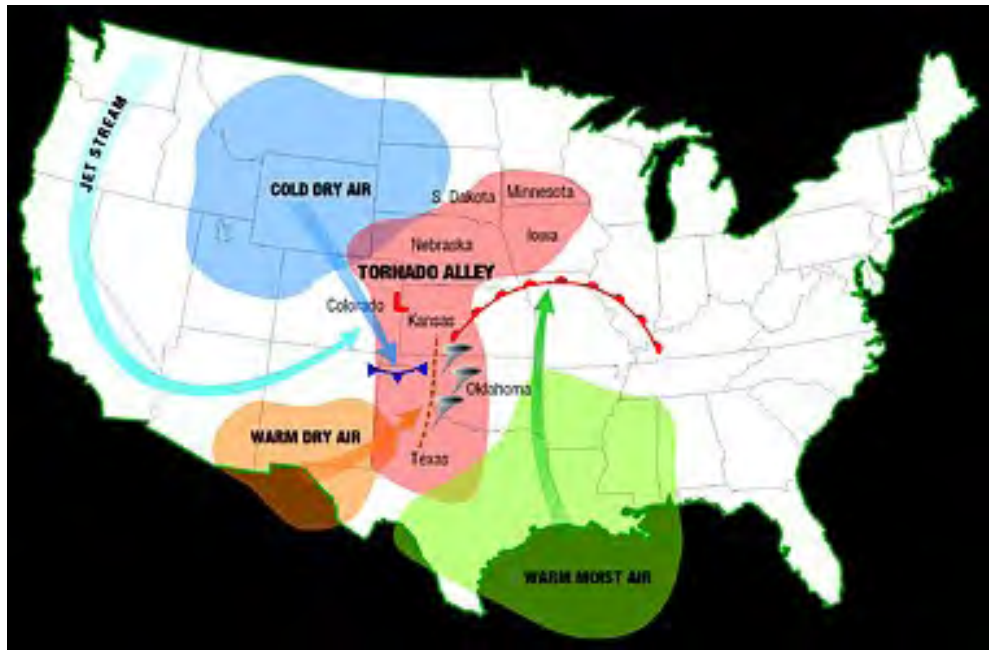 JET STREAM
COLD DRY AIR
S. Dakota
Minnesota
Nebraska
Iowa
TORNADO ALLEY
Colorado
L
Kansas
Oklahoma
WARM DRY AIR
Texas
WARM MOIST AIR